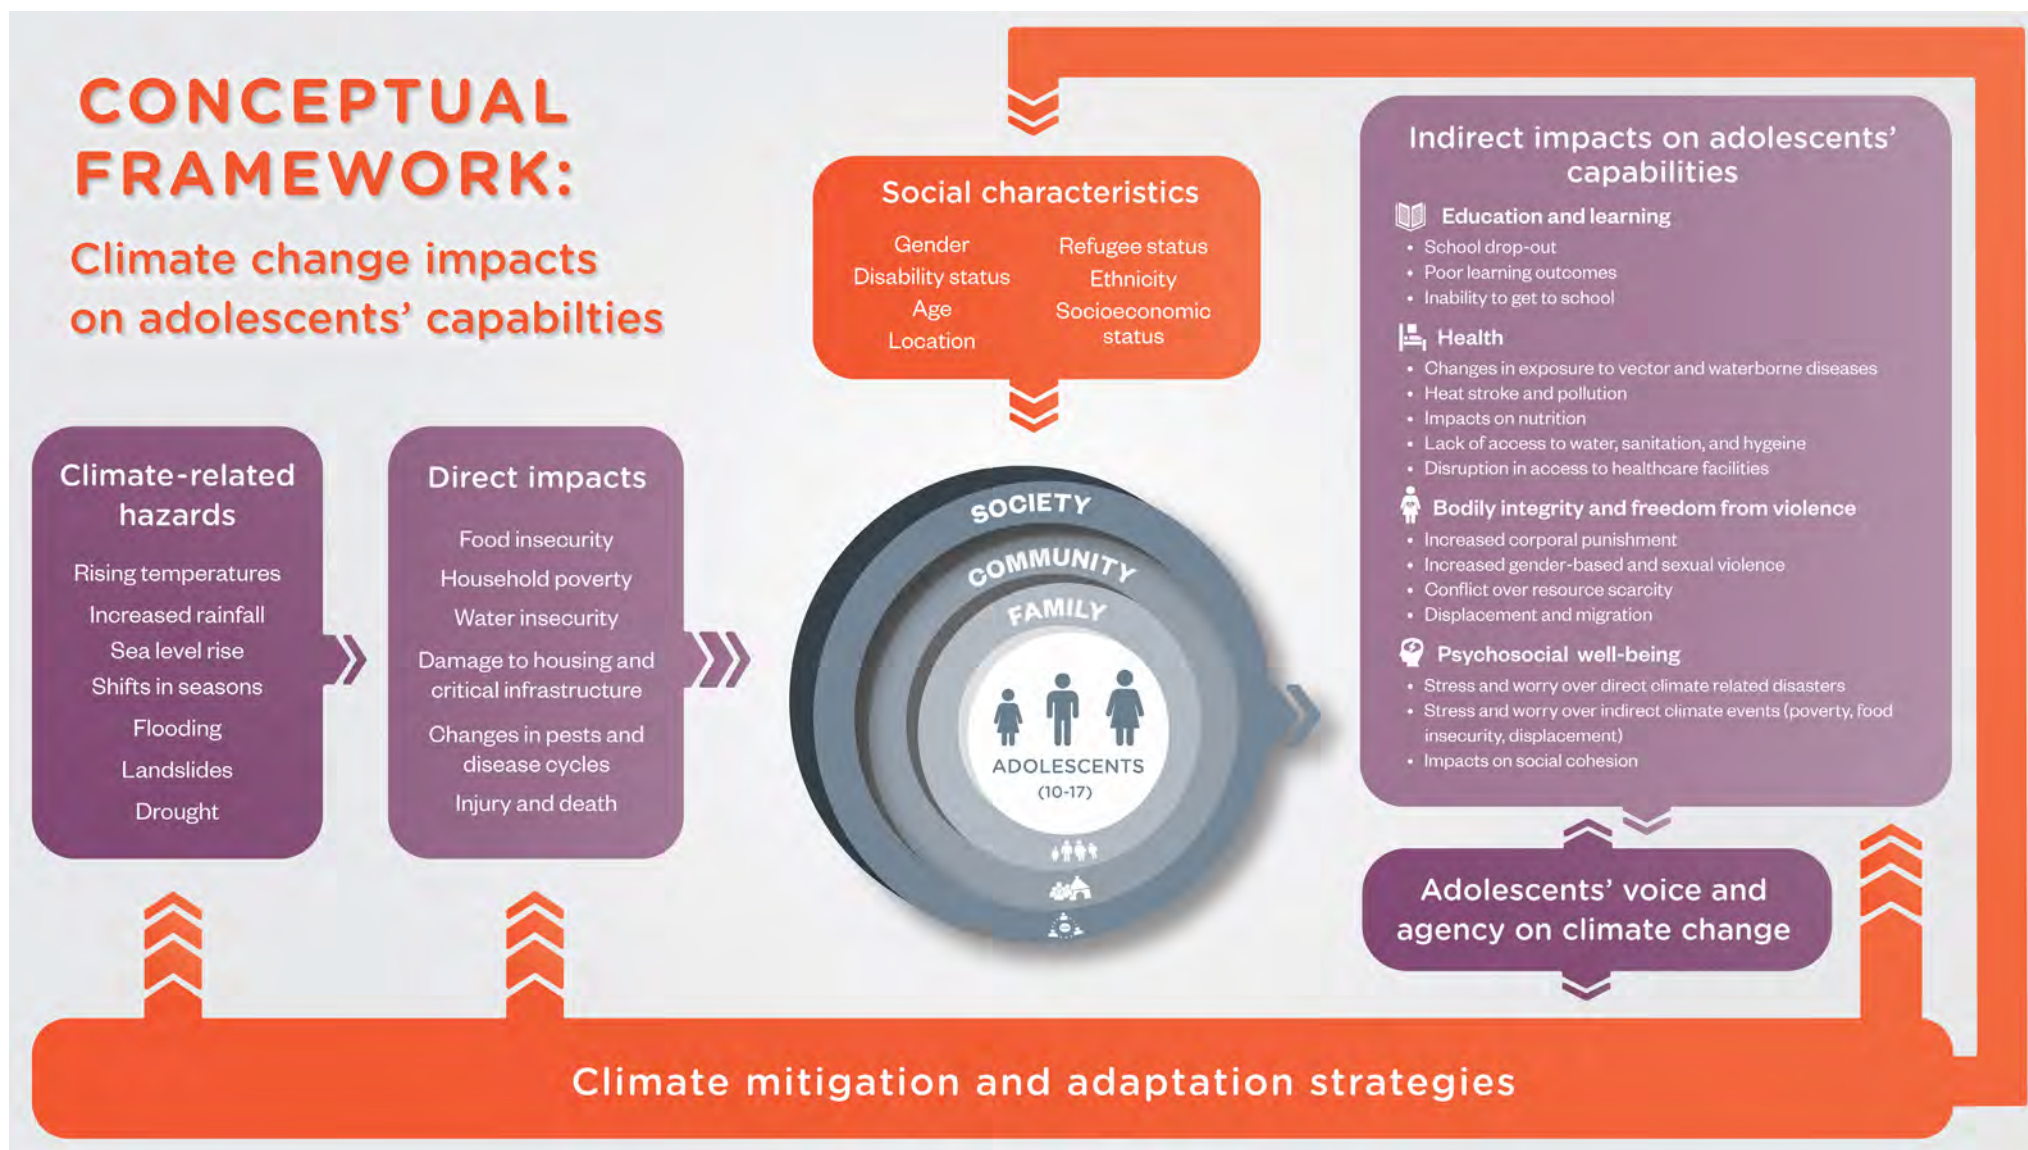 CONCEPTUAL
FRAMEWORK:
Climate change impacts
on adolescents' capabilties
Climate-related
hazards
Rising temperatures
Increased rainfall
Sea level rise
Shifts in seasons
Flooding
Landslides
Drought
Direct impacts
Food insecurity
Household poverty
Water insecurity
Damage to housing and
critical infrastructure
Changes in pests and
disease cycles
Injury and death
Social characteristics
Gender
Disability status
Age
Location
Refugee status
Ethnicity
Socioeconomic
status
SOCIETY
COMMUNITY
FAMILY
ADOLESCENTS
(10-17)
Indirect impacts on adolescents'
capabilities
Education and learning
• School drop-out
• Poor learning outcomes
• Inability to get to school
Health
• Changes in exposure to vector and waterborne diseases
• Heat stroke and pollution
• Impacts on nutrition
• Lack of access to water, sanitation, and hygeine
• Disruption in access to healthcare facilities
Bodily integrity and freedom from violence
• Increased corporal punishment
• Increased gender-based and sexual violence
• Conflict over resource scarcity
• Displacement and migration
Psychosocial well-being
• Stress and worry over direct climate related disasters
• Stress and worry over indirect climate events (poverty, food
insecurity, displacement)
• Impacts on social cohesion
Adolescents' voice and
agency on climate change
Climate mitigation and adaptation strategies